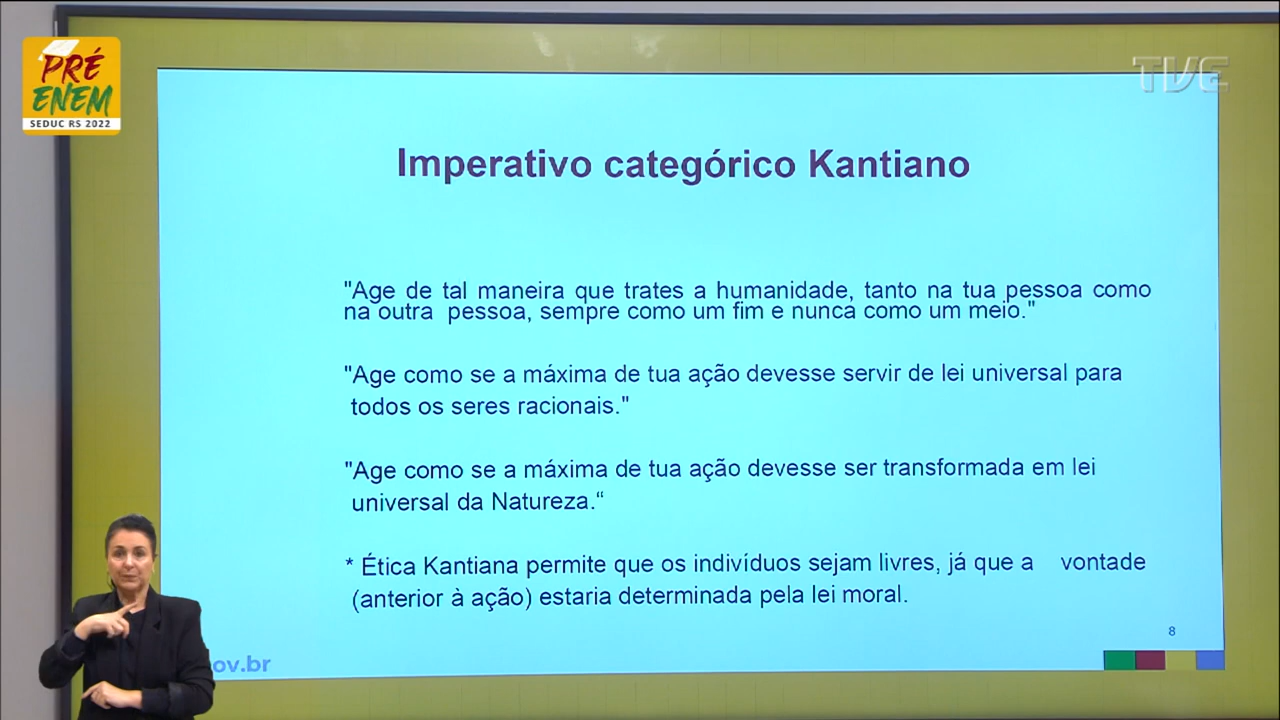 PRÉ
ENEM
SEDUC RS 2022
TVE
Imperativo categórico Kantiano
"Age de tal maneira que trates a humanidade, tanto na tua pessoa como
na outra pessoa, sempre como um fim e nunca como um meio."
"Age como se a máxima de tua ação devesse servir de lei universal para
todos os seres racionais."
"Age como se a máxima de tua ação devesse ser transformada em lei
universal da Natureza.“
* Ética Kantiana permite que os indivíduos sejam livres, já que a vontade
(anterior à ação) estaria determinada pela lei moral.
8
ov.br